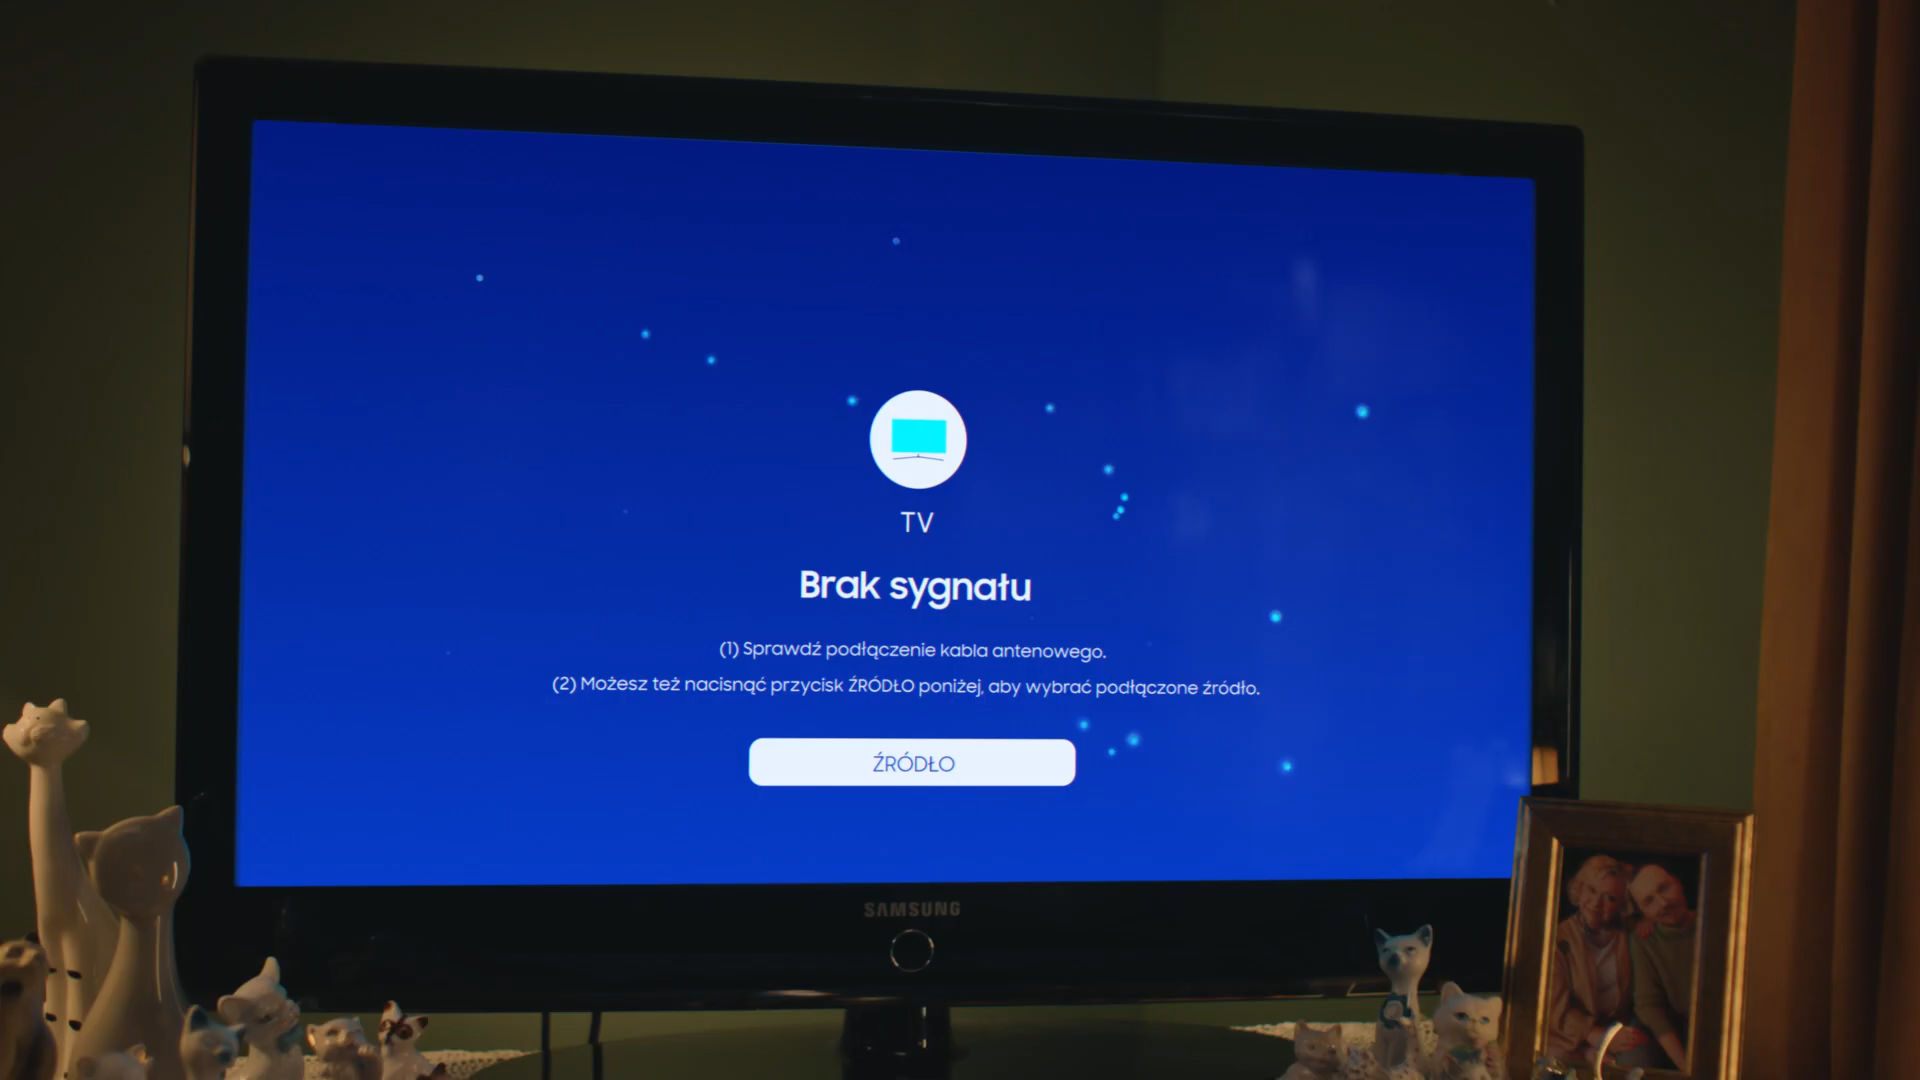 TV
Brak sygnału
(1) Sprawdź podłączenie kabla antenowego.
(2) Możesz też nacisnąć przycisk ŹRÓDŁO poniżej, aby wybrać podłączone źródło.
ŹRÓDŁO
SAMSUNG